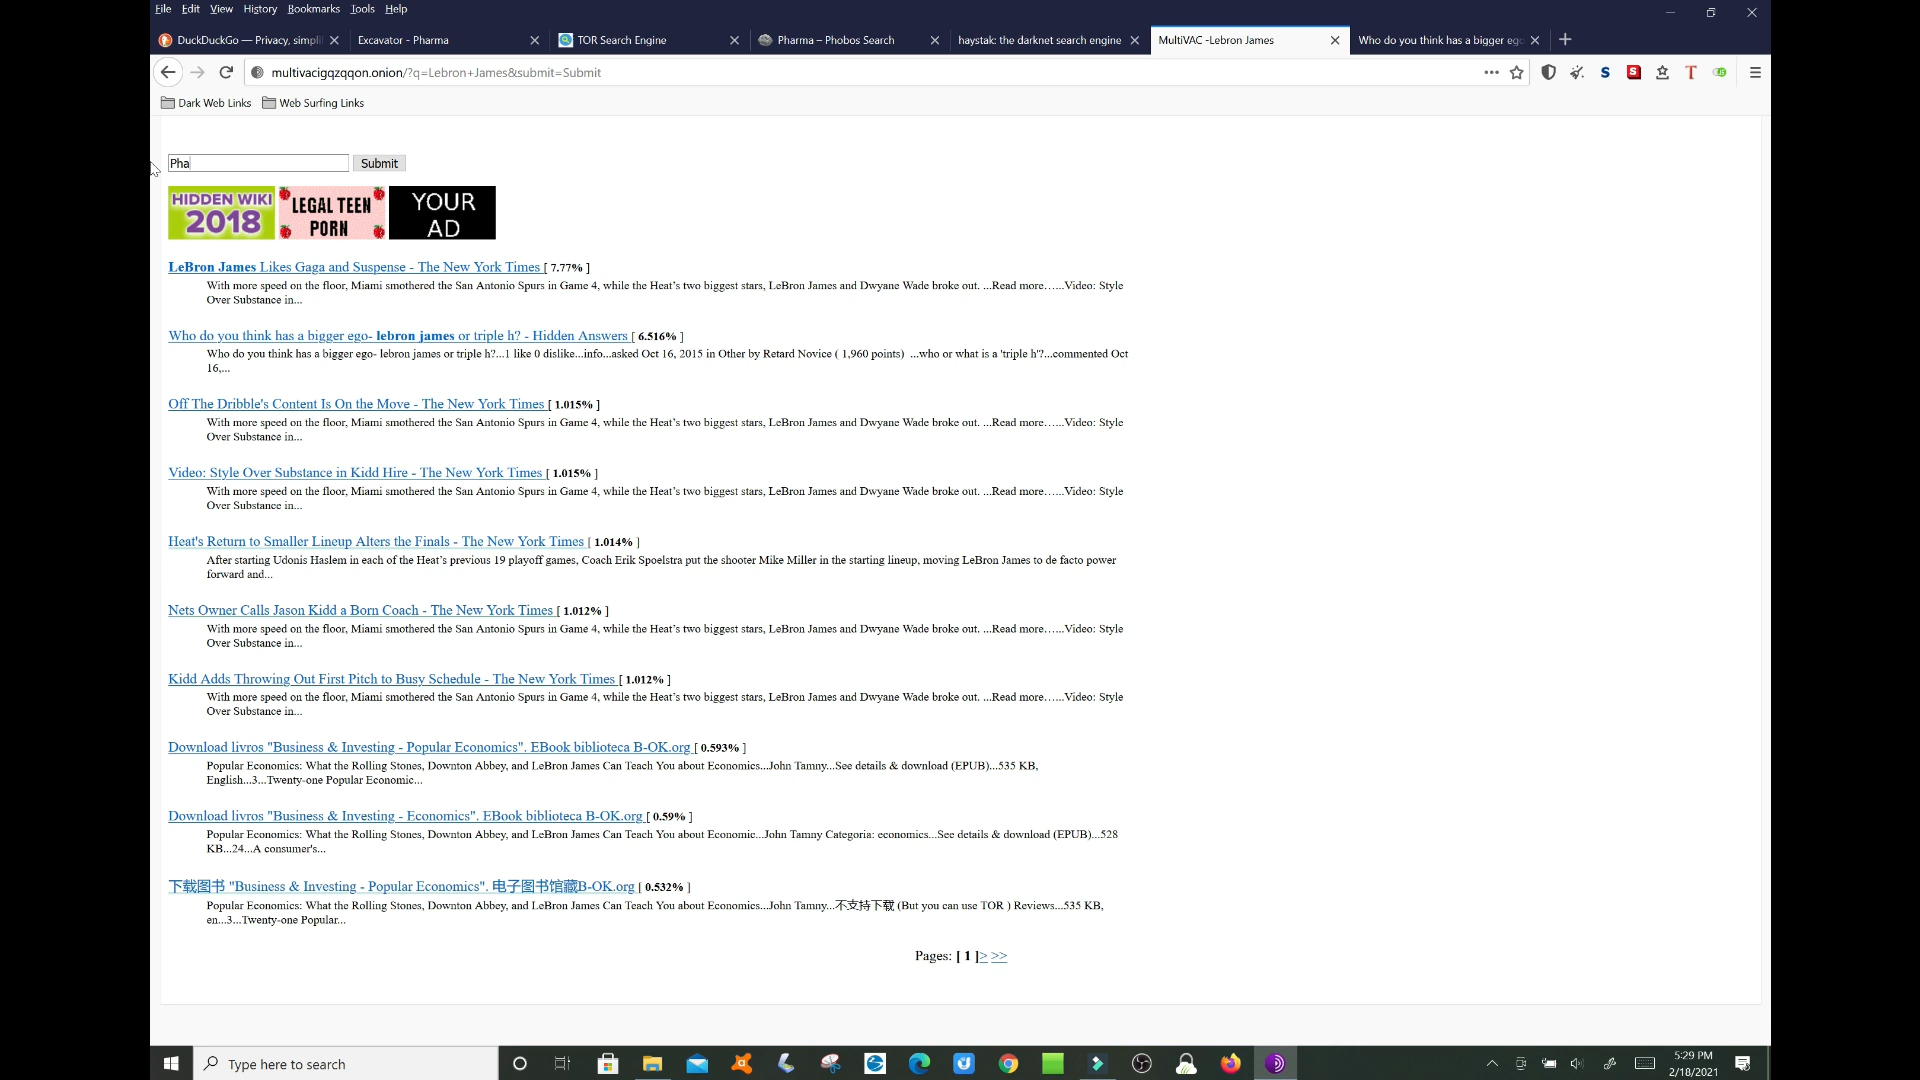 File Edit View History Bookmarks Tools Help
DuckDuckGo — Privacy, simpli
Excavator - Pharma
TOR Search Engine
Pharma – Phobos Search
haystak: the darknet search engine
MultiVAC -Lebron James
Who do you think has a bigger eg
multivacigqzqqon.onion/?q=Lebron+James&submit=Submit
Dark Web Links Web Surfing Links
Pha Submit
HIDDEN WIKI
2018
LEGAL TEEN
PORN
YOUR
AD
LeBron James Likes Gaga and Suspense - The New York Times [ 7.77% ]
With more speed on the floor, Miami smothered the San Antonio Spurs in Game 4, while the Heat’s two biggest stars, LeBron James and Dwyane Wade broke out. ...Read more…...Video: Style
Over Substance in...
Who do you think has a bigger ego- lebron james or triple h? - Hidden Answers [ 6.516% ]
Who do you think has a bigger ego- lebron james or triple h?...1 like 0 dislike...info...asked Oct 16, 2015 in Other by Retard Novice ( 1,960 points) ...who or what is a 'triple h'?...commented Oct
16,...
Off The Dribble's Content Is On the Move - The New York Times [ 1.015% ]
With more speed on the floor, Miami smothered the San Antonio Spurs in Game 4, while the Heat’s two biggest stars, LeBron James and Dwyane Wade broke out. ...Read more…...Video: Style
Over Substance in...
Video: Style Over Substance in Kidd Hire - The New York Times [ 1.015% ]
With more speed on the floor, Miami smothered the San Antonio Spurs in Game 4, while the Heat’s two biggest stars, LeBron James and Dwyane Wade broke out. ...Read more…...Video: Style
Over Substance in...
Heat's Return to Smaller Lineup Alters the Finals - The New York Times [ 1.014% ]
After starting Udonis Haslem in each of the Heat’s previous 19 playoff games, Coach Erik Spoelstra put the shooter Mike Miller in the starting lineup, moving LeBron James to de facto power
forward and...
Nets Owner Calls Jason Kidd a Born Coach - The New York Times [ 1.012% ]
With more speed on the floor, Miami smothered the San Antonio Spurs in Game 4, while the Heat’s two biggest stars, LeBron James and Dwyane Wade broke out. ...Read more…...Video: Style
Over Substance in...
Kidd Adds Throwing Out First Pitch to Busy Schedule - The New York Times [ 1.012% ]
With more speed on the floor, Miami smothered the San Antonio Spurs in Game 4, while the Heat’s two biggest stars, LeBron James and Dwyane Wade broke out. ...Read more…...Video: Style
Over Substance in...
Download livros "Business & Investing - Popular Economics". EBook biblioteca B-OK.org [ 0.593% ]
Popular Economics: What the Rolling Stones, Downton Abbey, and LeBron James Can Teach You about Economics...John Tamny...See details & download (EPUB)...535 KB,
English...3...Twenty-one Popular Economic...
Download livros "Business & Investing - Economics". EBook biblioteca B-OK.org [ 0.59% ]
Popular Economics: What the Rolling Stones, Downton Abbey, and LeBron James Can Teach You about Economic...John Tamny Categoria: economics...See details & download (EPUB)...528
KB...24...A consumer's...
下载图书 "Business & Investing - Popular Economics". 电子图书馆藏B-OK.org [ 0.532% ]
Popular Economics: What the Rolling Stones, Downton Abbey, and LeBron James Can Teach You about Economics...John Tamny...不支持下载 (But you can use TOR ) Reviews...535 KB,
en...3...Twenty-one Popular...
Pages: [ 1 ]> >>
Type here to search
5:29 PM
2/18/2021